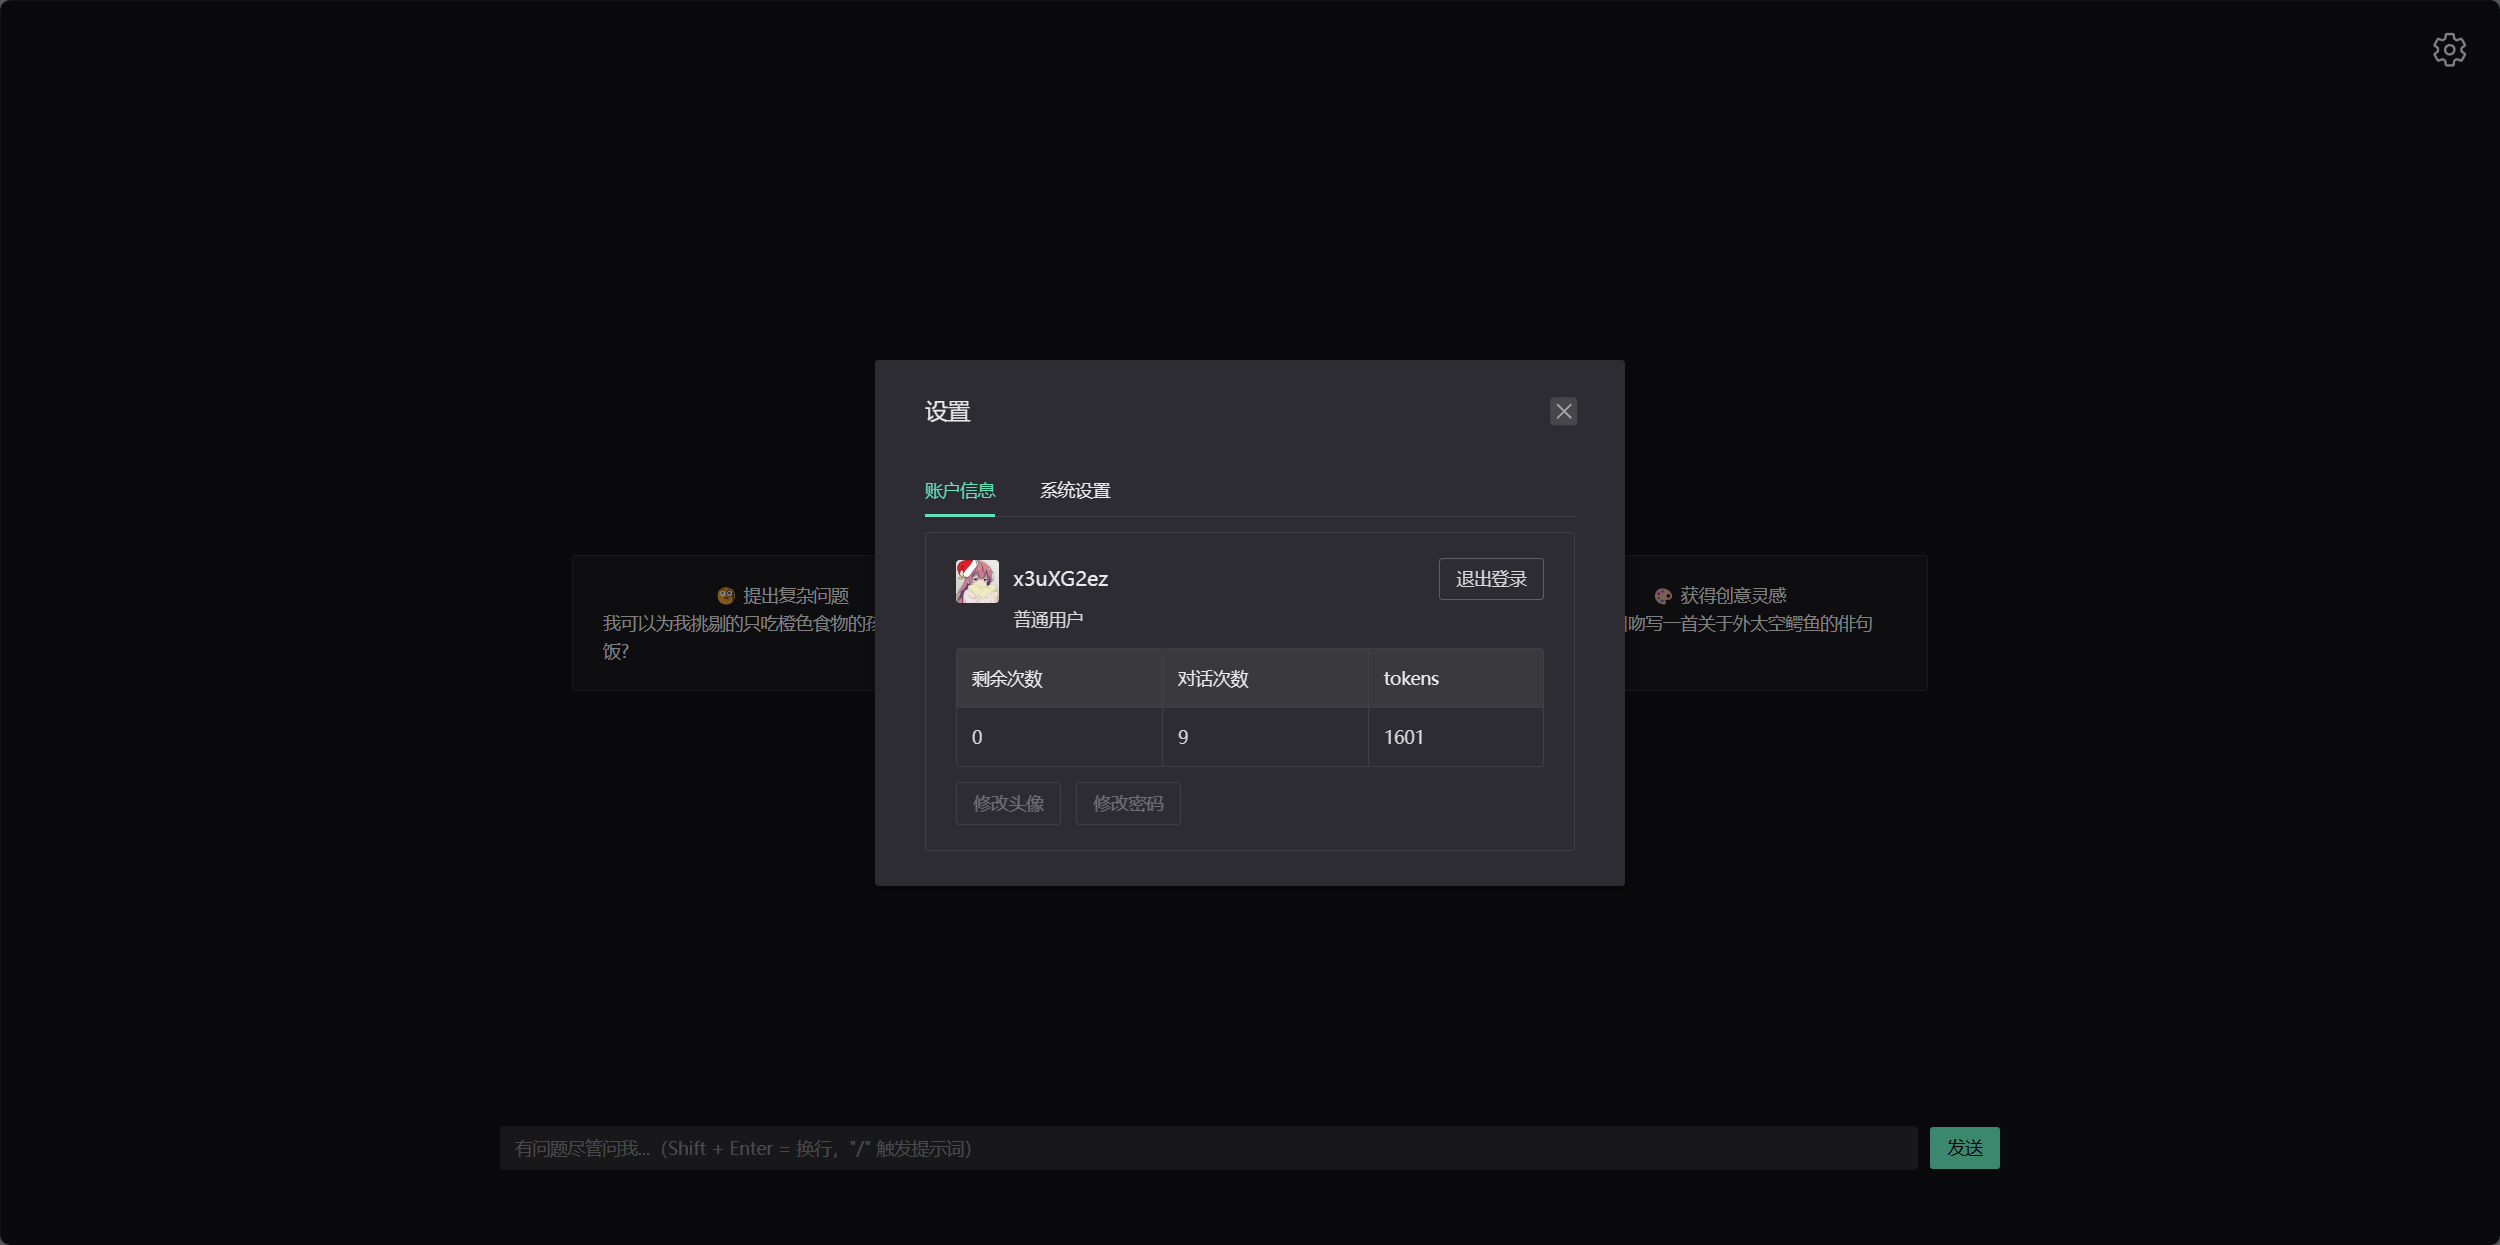 设置
账户信息 系统设置
x3uXG2ez
退出登录
普通用户
剩余次数 对话次数 tokens
0 9 1601
修改头像 修改密码
提出复杂问题
我可以为我挑剔的只吃橙色食物的
饭?
获得创意灵感
吻写一首关于外太空鳄鱼的俳句
有问题尽管问我...（Shift + Enter = 换行，"/" 触发提示词）
发送